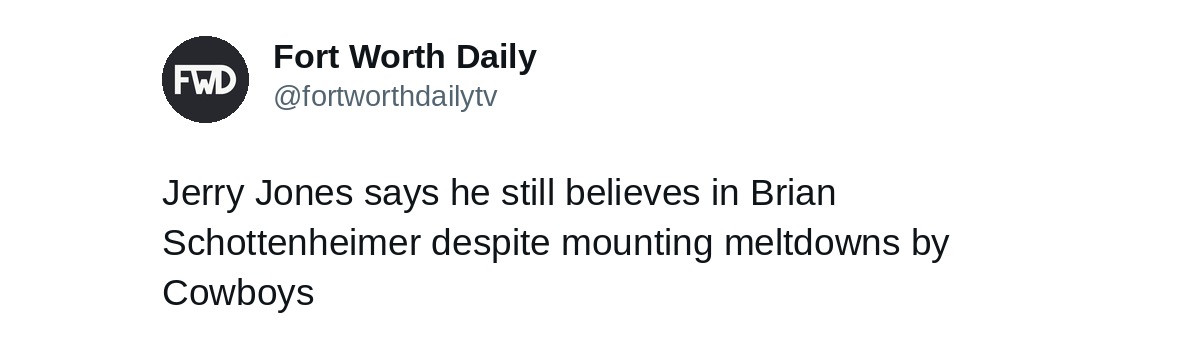 FWD
Fort Worth Daily
@fortworthdailytv
Jerry Jones says he still believes in Brian
Schottenheimer despite mounting meltdowns by
Cowboys